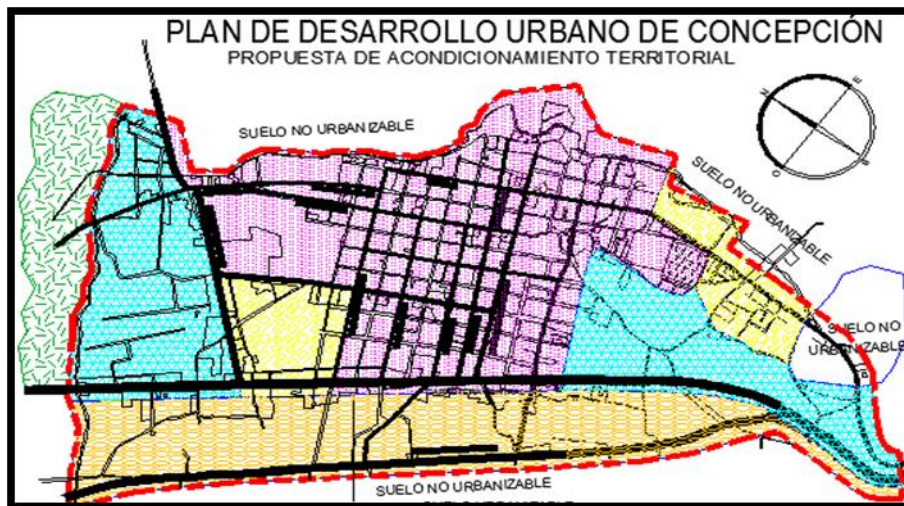 PLAN DE DESARROLLO URBANO DE CONCEPCIÓN
PROPUESTA DE ACONDICIONAMIENTO TERRITORIAL
SUELO NO URBANIZABLE
SUELO NO URBANIZABLE
SUELO NO
URBANIZABLE
SUELO NO URBANIZABLE